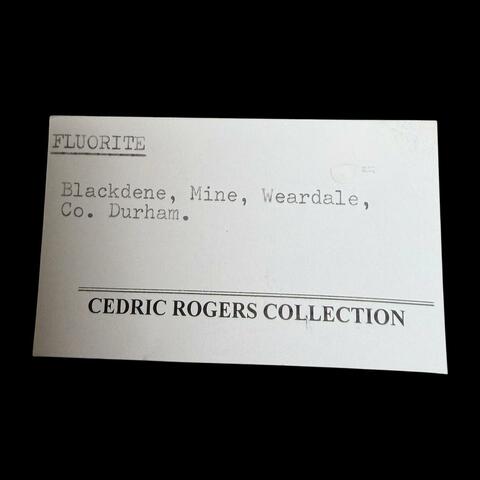 FLUORITE
Blackdene, Mine, Weardale,
Co. Durham.
CEDRIC ROGERS COLLECTION